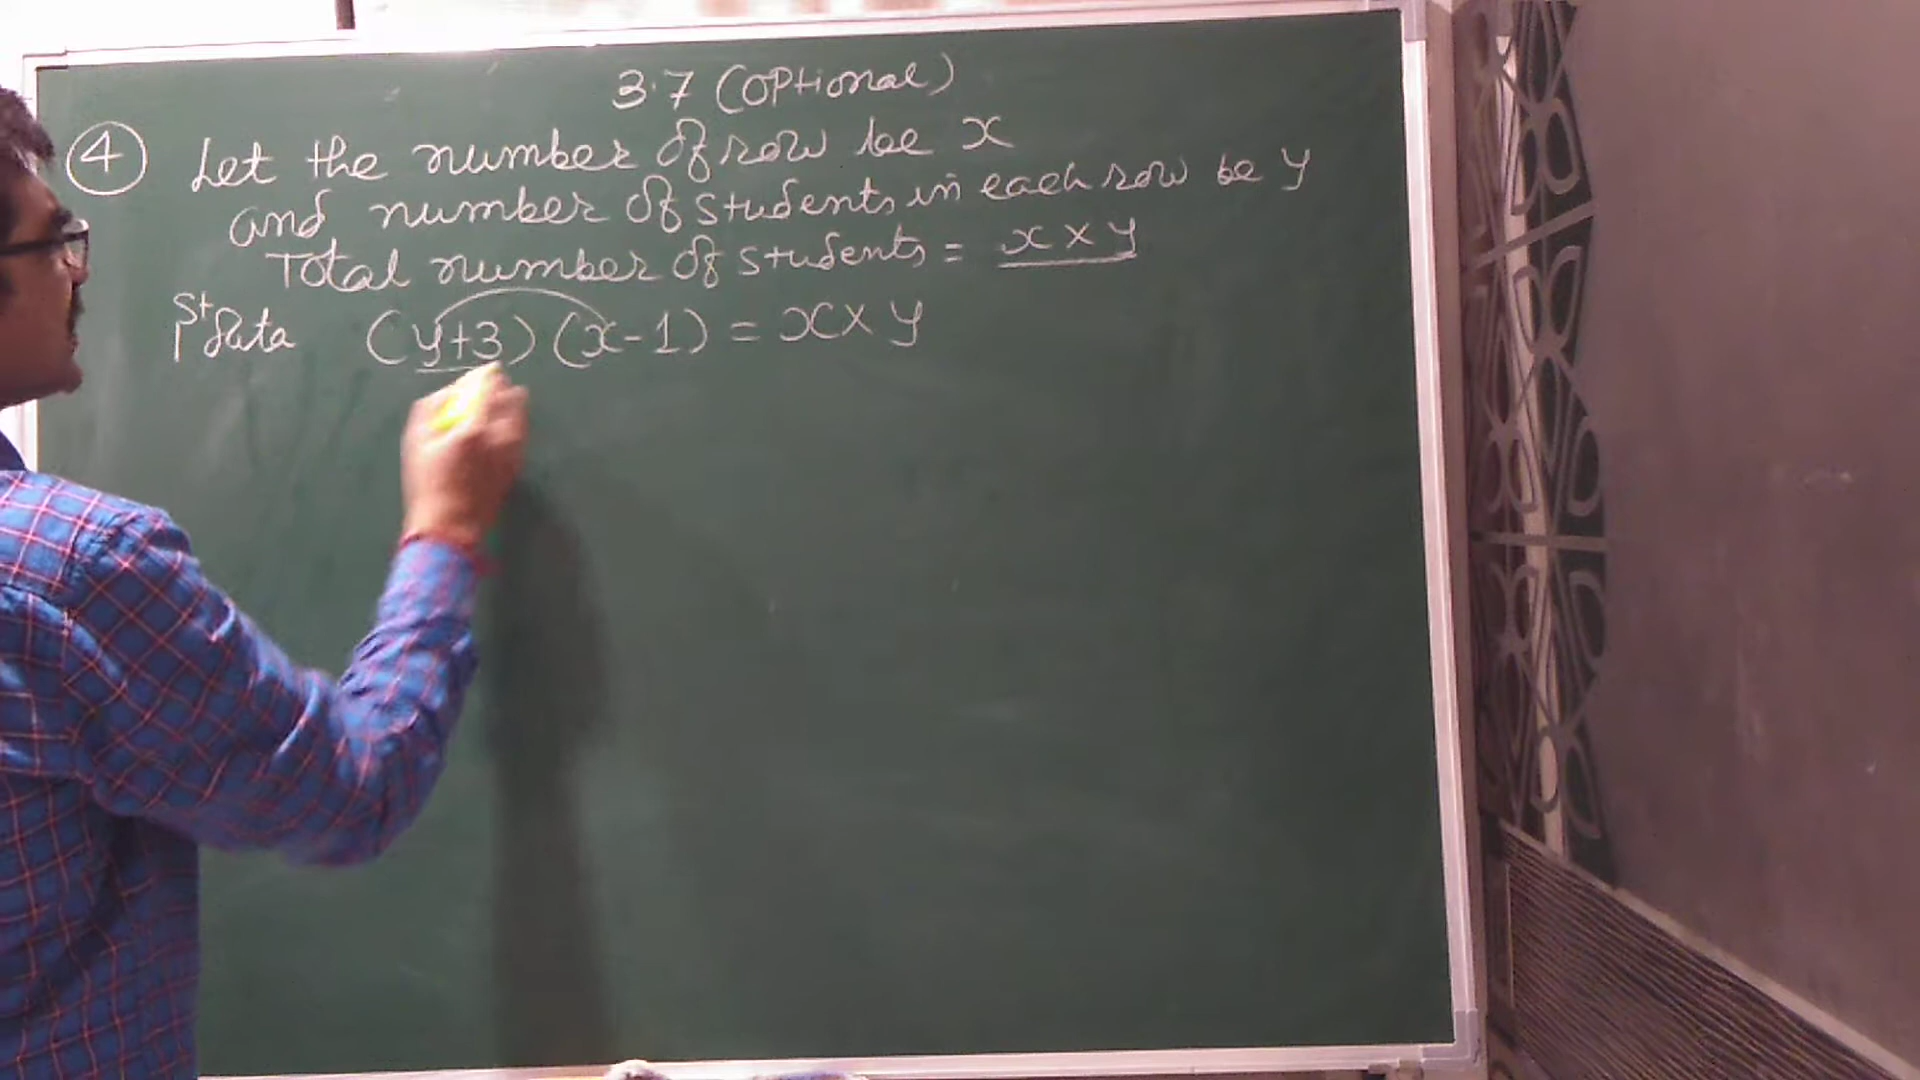 3.7 (OPtional)
④ Let the number of row be x
and number of students in each row be y
Total number of students = x × y
1st data (y+3) (x-1) = x × y